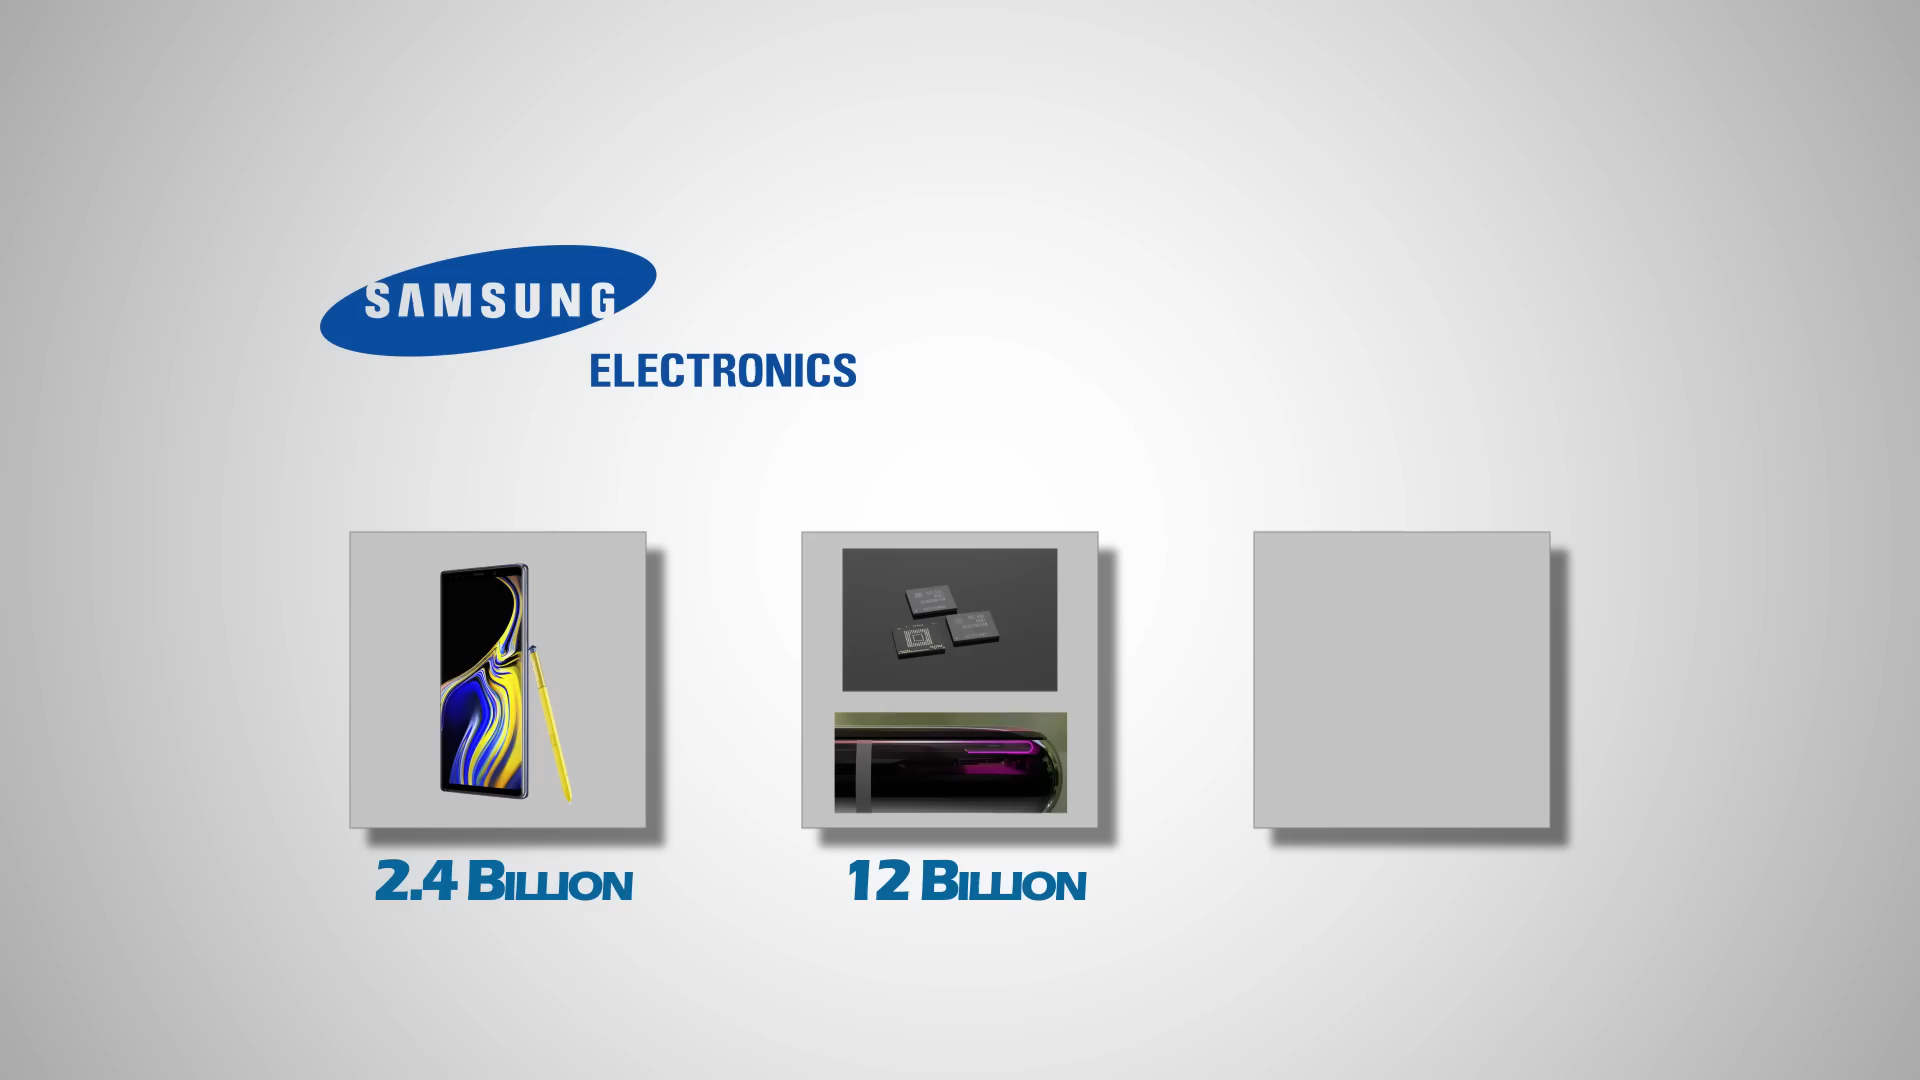 SAMSUNG
ELECTRONICS
2.4 BILLION
12 BILLION